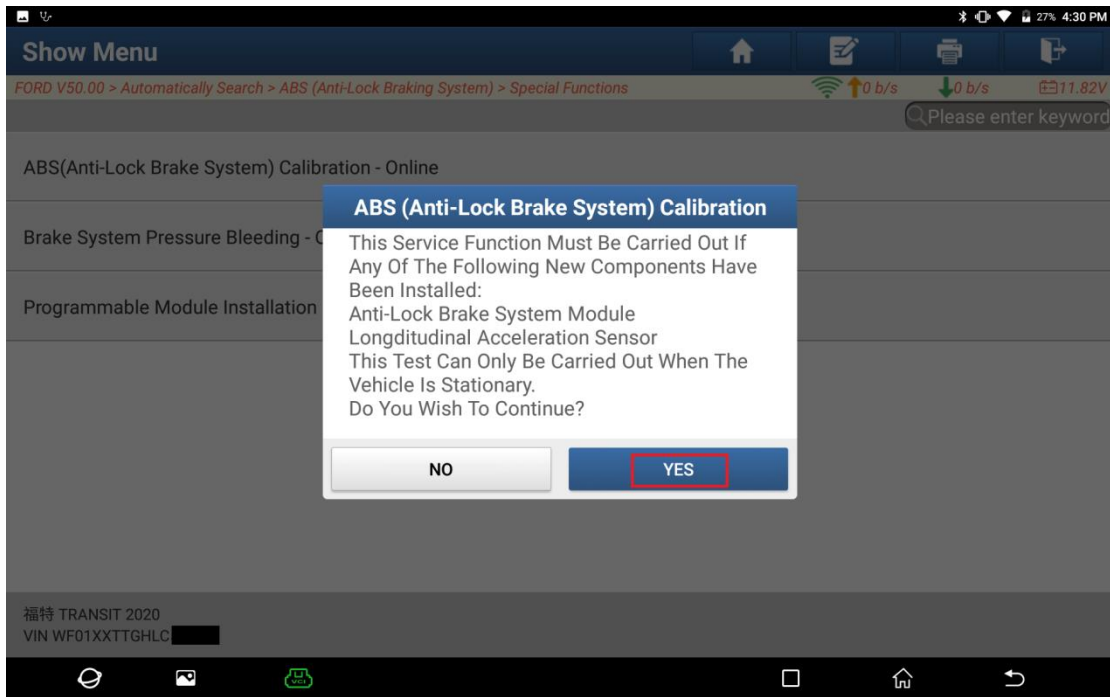 27% 4:30 PM
Show Menu
FORD V50.00 > Automatically Search > ABS (Anti-Lock Braking System) > Special Functions
0 b/s
0 b/s
11.82V
Please enter keyword
ABS(Anti-Lock Brake System) Calibration - Online
ABS (Anti-Lock Brake System) Calibration
Brake System Pressure Bleeding -
This Service Function Must Be Carried Out If
Any Of The Following New Components Have
Been Installed:
Programmable Module Installation
Anti-Lock Brake System Module
Longditudinal Acceleration Sensor
This Test Can Only Be Carried Out When The
Vehicle Is Stationary.
Do You Wish To Continue?
NO
YES
福特 TRANSIT 2020
VIN WF01XXTTGHLC
VCI